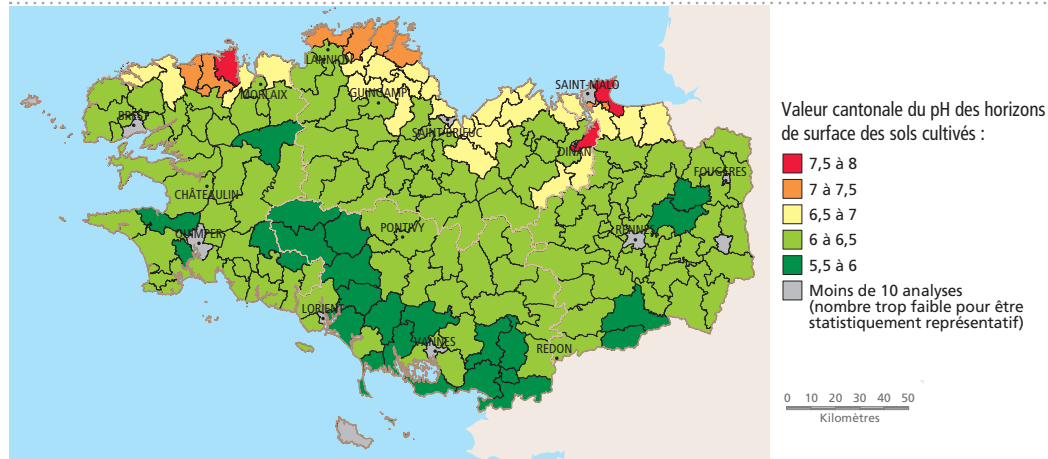 LANNION
SAINT-MALO
MORLAIX
GUINGAMP
BREST
SAINT-BRIEUC
DINAN
FOUGÈRES
CHÂTEAULIN
QUIMPER
PONTIVY
RENNES
LORIENT
VANNES
REDON
Valeur cantonale du pH des horizons
de surface des sols cultivés :
7,5 à 8
7 à 7,5
6,5 à 7
6 à 6,5
5,5 à 6
Moins de 10 analyses
(nombre trop faible pour être
statistiquement représentatif)
0 10 20 30 40 50
Kilomètres